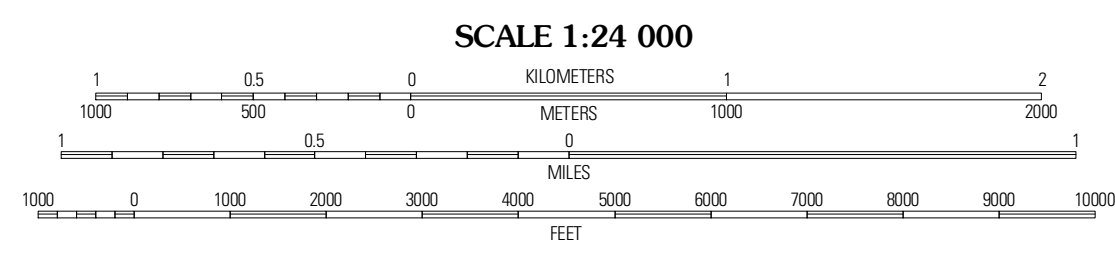 SCALE 1:24 000
1 0.5 0 KILOMETERS 1 2
1000 500 0 METERS 1000 2000
1 0.5 0 1
MILES
1000 0 1000 2000 3000 4000 5000 6000 7000 8000 9000 10000
FEET